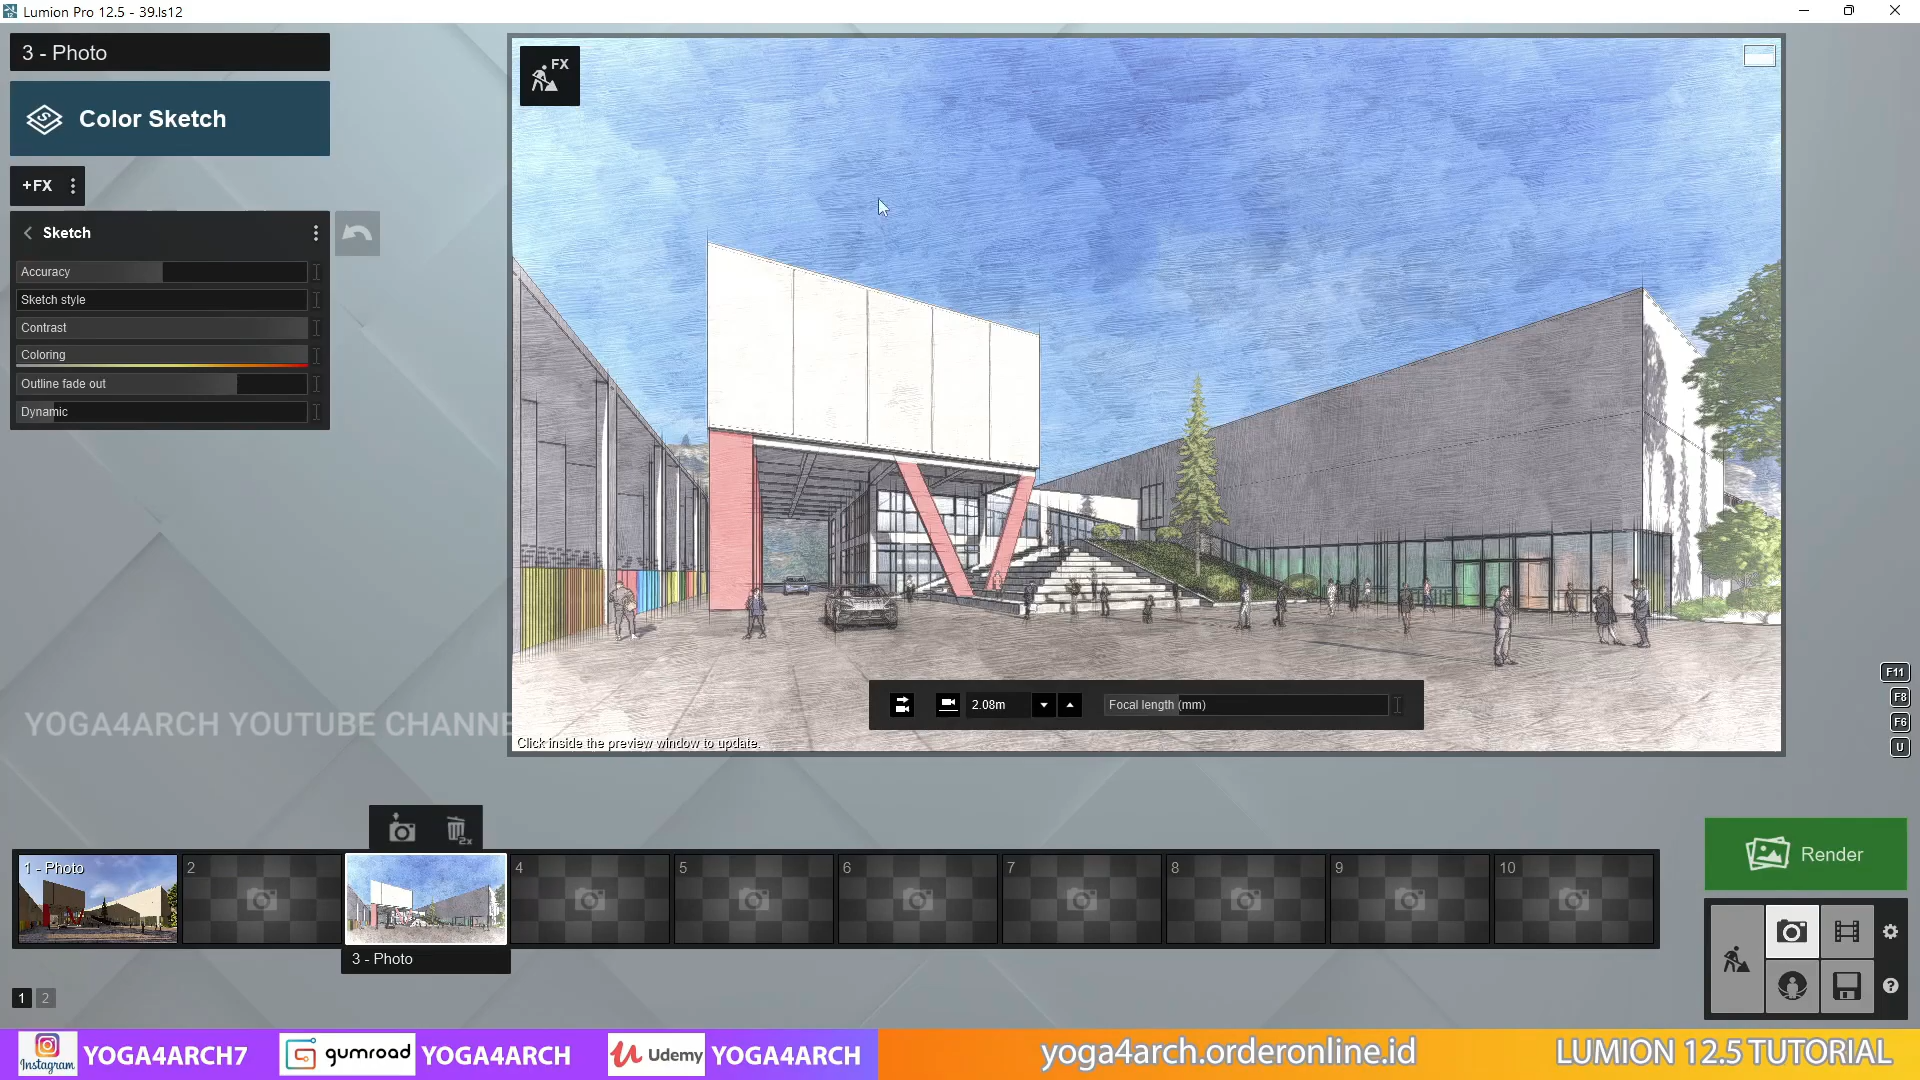 Lumion Pro 12.5 - 39.ls12
3 - Photo
Color Sketch
+FX
Sketch
Accuracy
Sketch style
Contrast
Coloring
Outline fade out
Dynamic
FX
2.08m
Focal length (mm)
Click inside the preview window to update.
YOGA4ARCH YOUTUBE CHANNE
F11
F8
F6
U
2x
1 - Photo
2
4
5
6
7
8
9
10
3 - Photo
Render
1 2
Instagram YOGA4ARCH7
gumroad YOGA4ARCH
Udemy YOGA4ARCH
yoga4arch.orderonline.id
LUMION 12.5 TUTORIAL